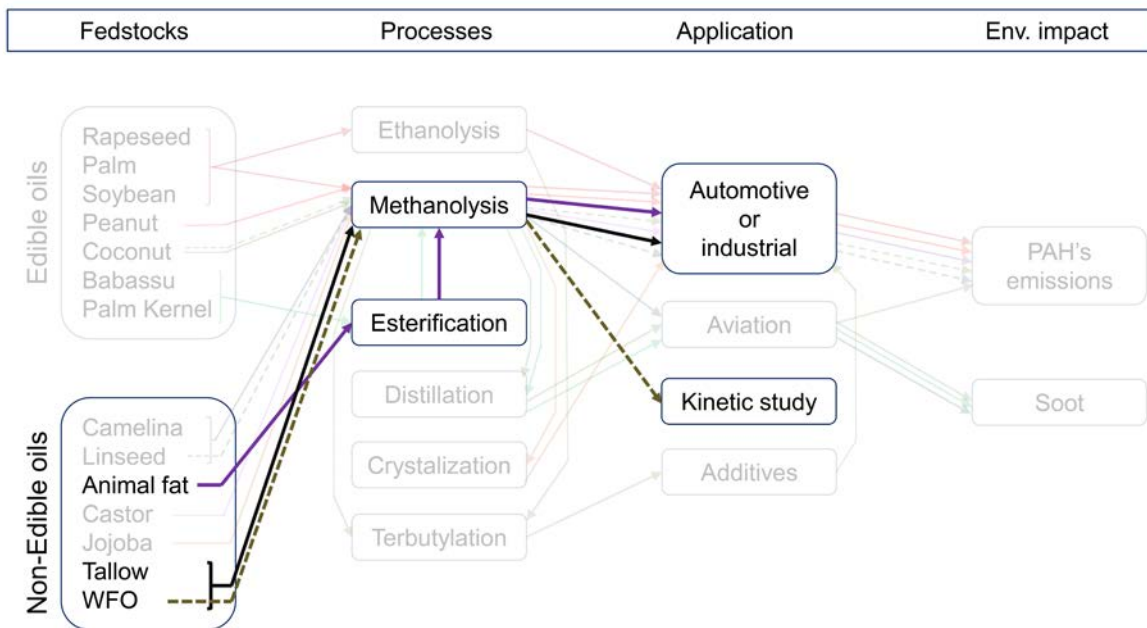 Fedstocks
Processes
Application
Env. impact
Edible oils
Rapeseed
Palm
Soybean
Peanut
Coconut
Babassu
Palm Kernel
Non-Edible oils
Camelina
Linseed
Animal fat
Castor
Jojoba
Tallow
WFO
Ethanolysis
Methanolysis
Esterification
Distillation
Crystalization
Terbutylation
Automotive
or
industrial
Aviation
Kinetic study
Additives
PAH's
emissions
Soot